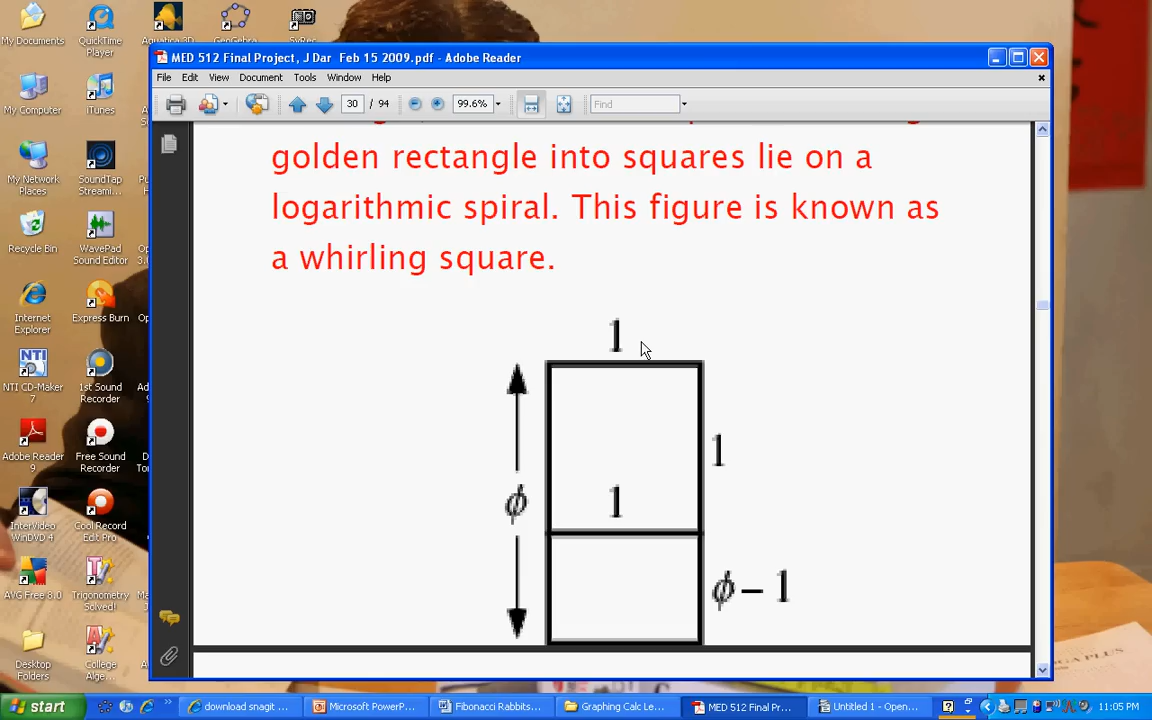 My Documents
QuickTime Player
Aquatica 3D
GeoGebra
MED 512 Final Project, J Dar Feb 15 2009.pdf - Adobe Reader
File Edit View Document Tools Window Help
30 / 94 99.6% Find
golden rectangle into squares lie on a
logarithmic spiral. This figure is known as
a whirling square.
1
1
ϕ
1
ϕ – 1
My Computer
iTunes
My Network Places
SoundTap Streami...
Recycle Bin
WavePad Sound Editor
Internet Explorer
Express Burn
NTI CD-Maker 7
1st Sound Recorder
Adobe Reader 9
Free Sound Recorder
InterVideo WinDVD 4
Cool Record Edit Pro
AVG Free 8.0
Trigonometry Solved!
Desktop Folders
College Alge...
start
download snagit ...
Microsoft PowerP...
Fibonacci Rabbits...
Graphing Calc Le...
MED 512 Final Pr...
Untitled 1 - Open...
11:05 PM